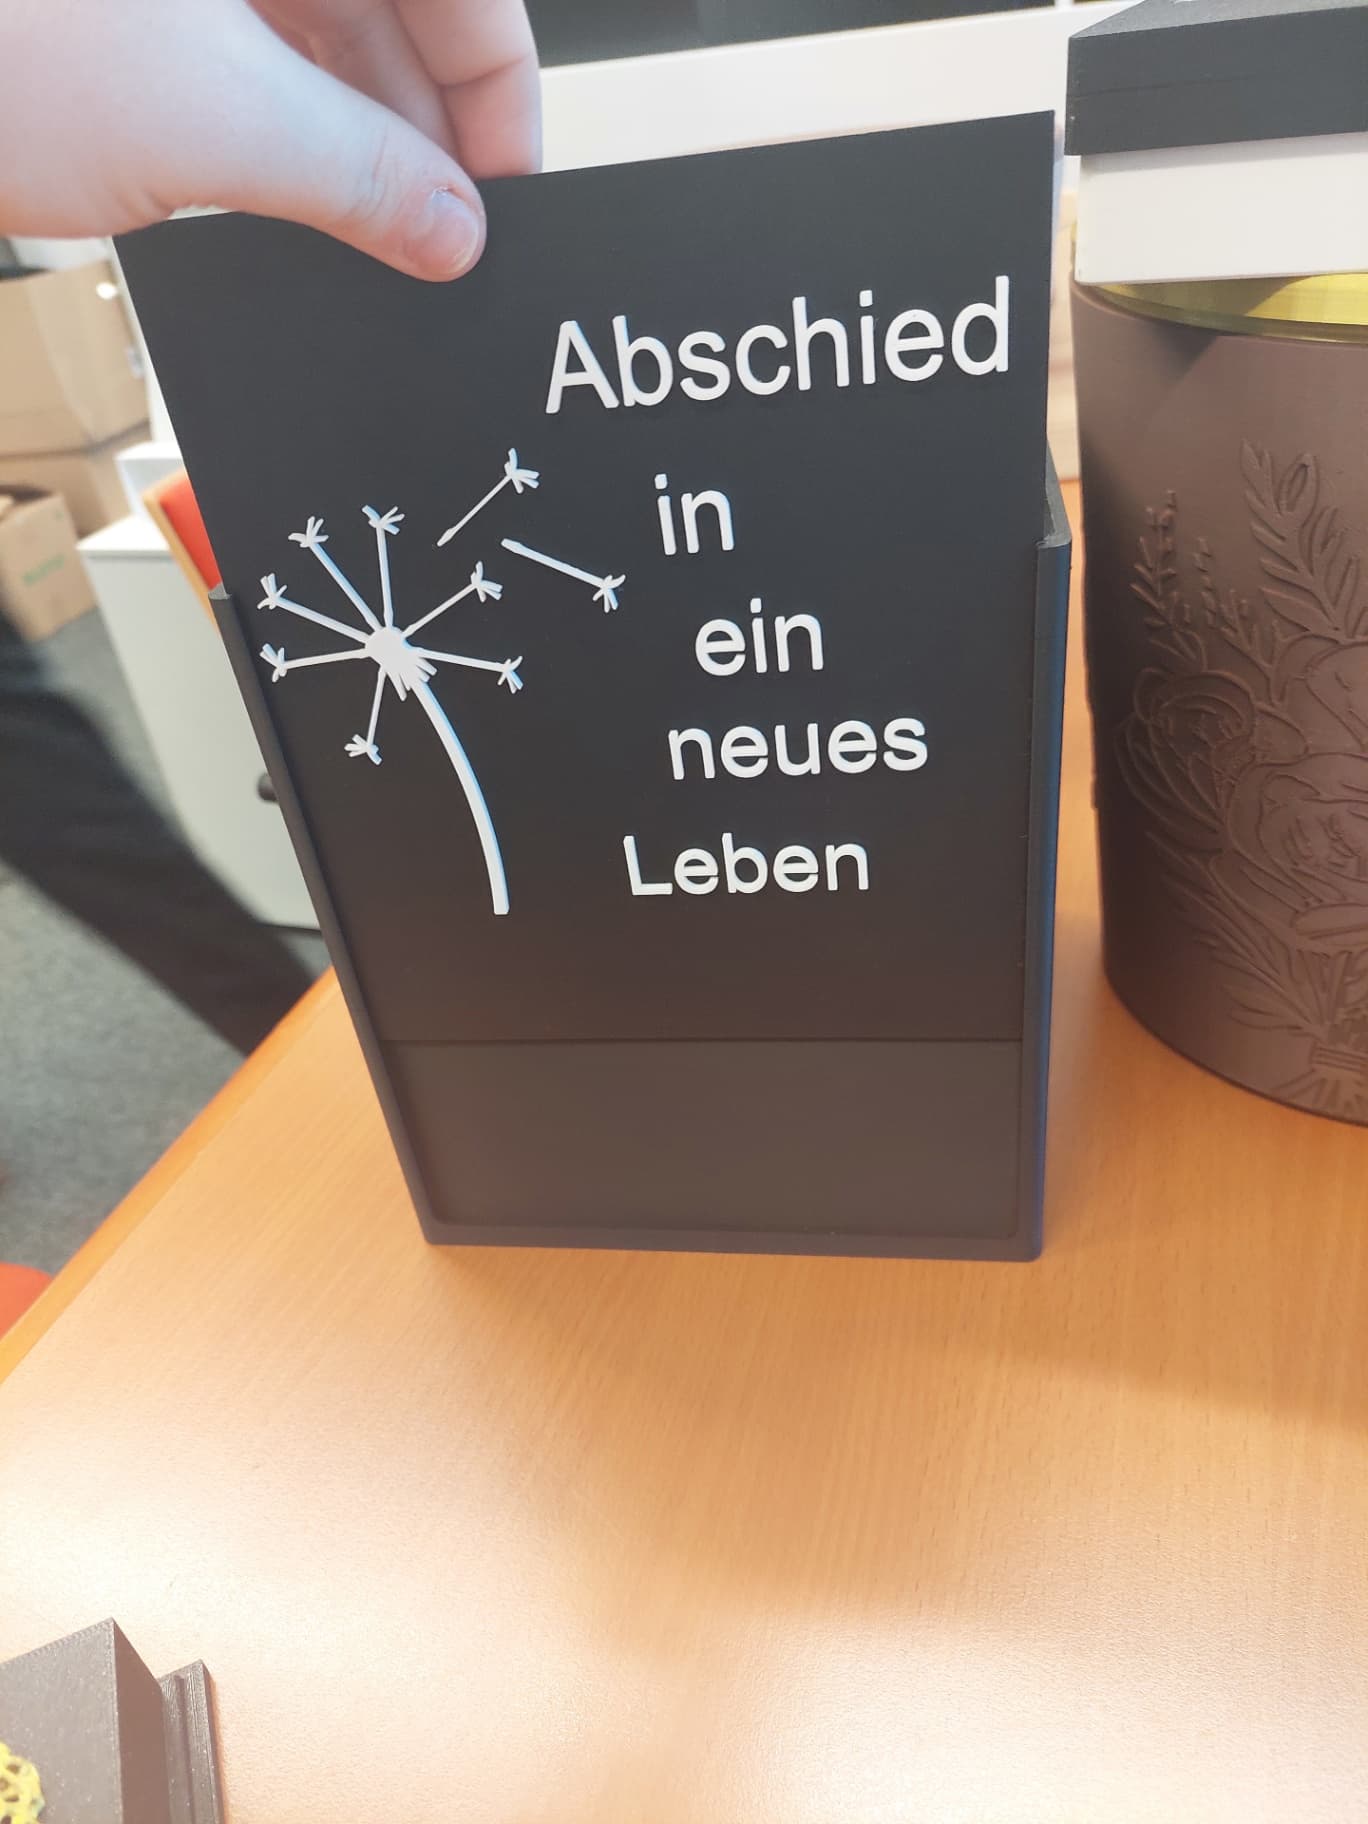 Abschied
in
ein
neues
Leben